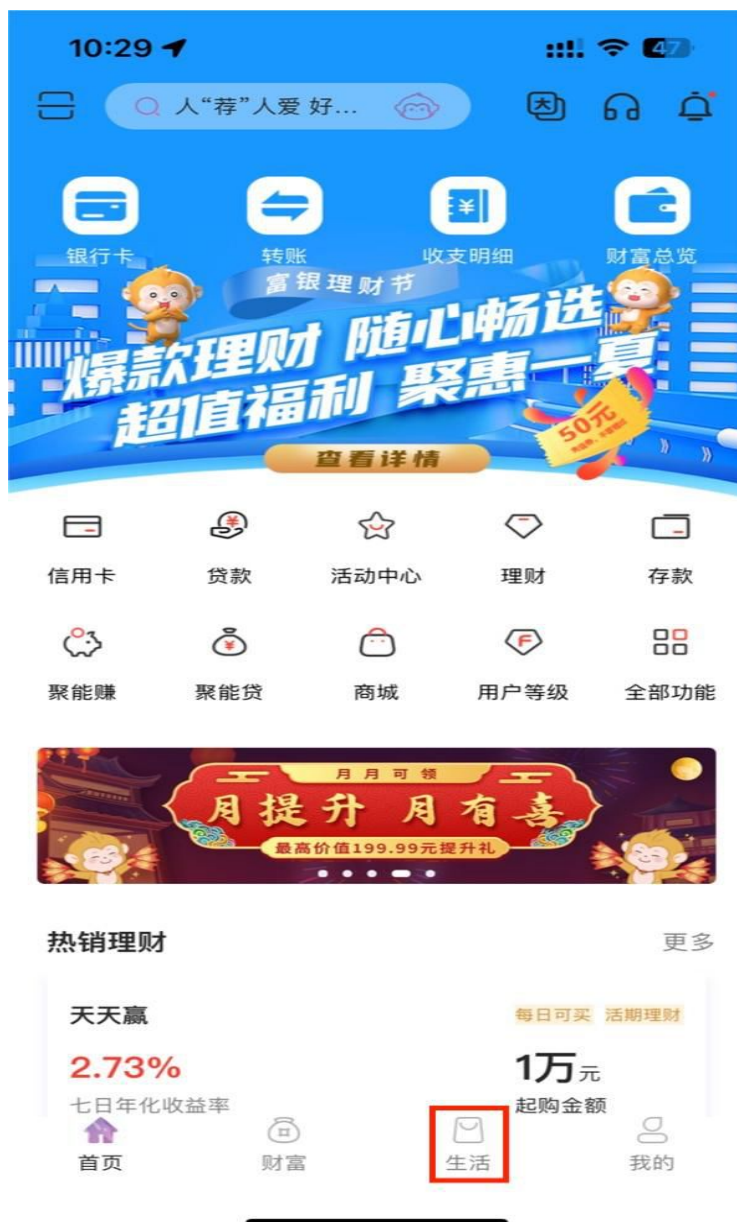 10:29
47
人“荐”人爱 好...
大
银行卡
转账
收支明细
财富总览
富银理财节
爆款理财 随心畅选
超值福利 聚惠一夏
50元
查看详情
信用卡
贷款
活动中心
理财
存款
聚能赚
聚能贷
商城
用户等级
全部功能
月月可领
月提升 月有喜
最高价值199.99元提升礼
热销理财
更多
天天赢
每日可买
活期理财
2.73%
1万元
七日年化收益率
起购金额
首页
财富
生活
我的